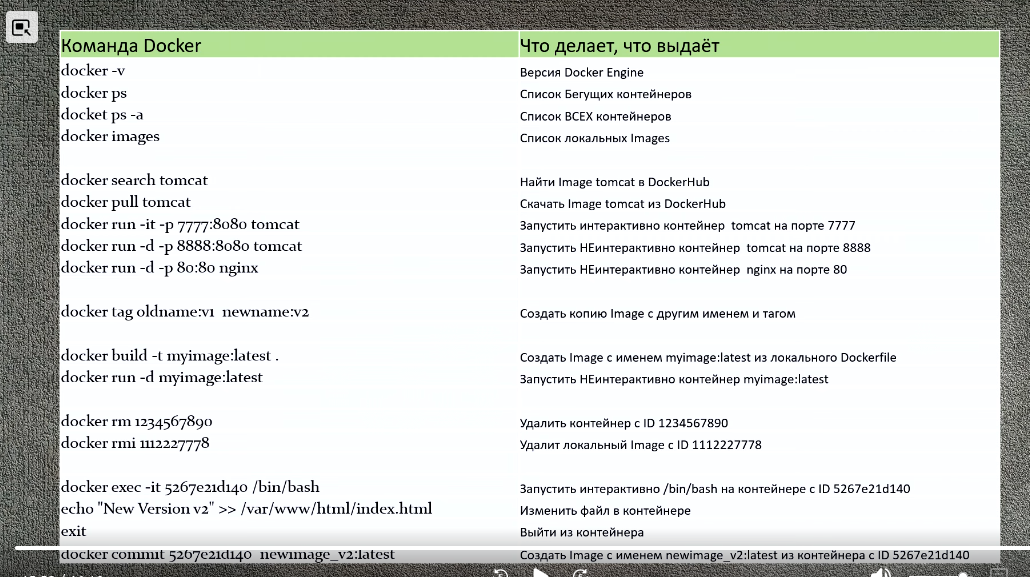 Команда Docker Что делает, что выдаёт
docker -v Версия Docker Engine
docker ps Список Бегущих контейнеров
docket ps -a Список ВСЕХ контейнеров
docker images Список локальных Images
docker search tomcat Найти Image tomcat в DockerHub
docker pull tomcat Скачать Image tomcat из DockerHub
docker run -it -p 7777:8080 tomcat Запустить интерактивно контейнер tomcat на порте 7777
docker run -d -p 8888:8080 tomcat Запустить НЕинтерактивно контейнер tomcat на порте 8888
docker run -d -p 80:80 nginx Запустить НЕинтерактивно контейнер nginx на порте 80
docker tag oldname:v1 newname:v2 Создать копию Image с другим именем и тагом
docker build -t myimage:latest . Создать Image с именем myimage:latest из локального Dockerfile
docker run -d myimage:latest Запустить НЕинтерактивно контейнер myimage:latest
docker rm 1234567890 Удалить контейнер с ID 1234567890
docker rmi 1112227778 Удалит локальный Image с ID 1112227778
docker exec -it 5267e21d140 /bin/bash Запустить интерактивно /bin/bash на контейнере с ID 5267e21d140
echo "New Version v2" >> /var/www/html/index.html Изменить файл в контейнере
exit Выйти из контейнера
docker commit 5267e21d140 newimage_v2:latest Создать Image с именем newimage_v2:latest из контейнера с ID 5267e21d140